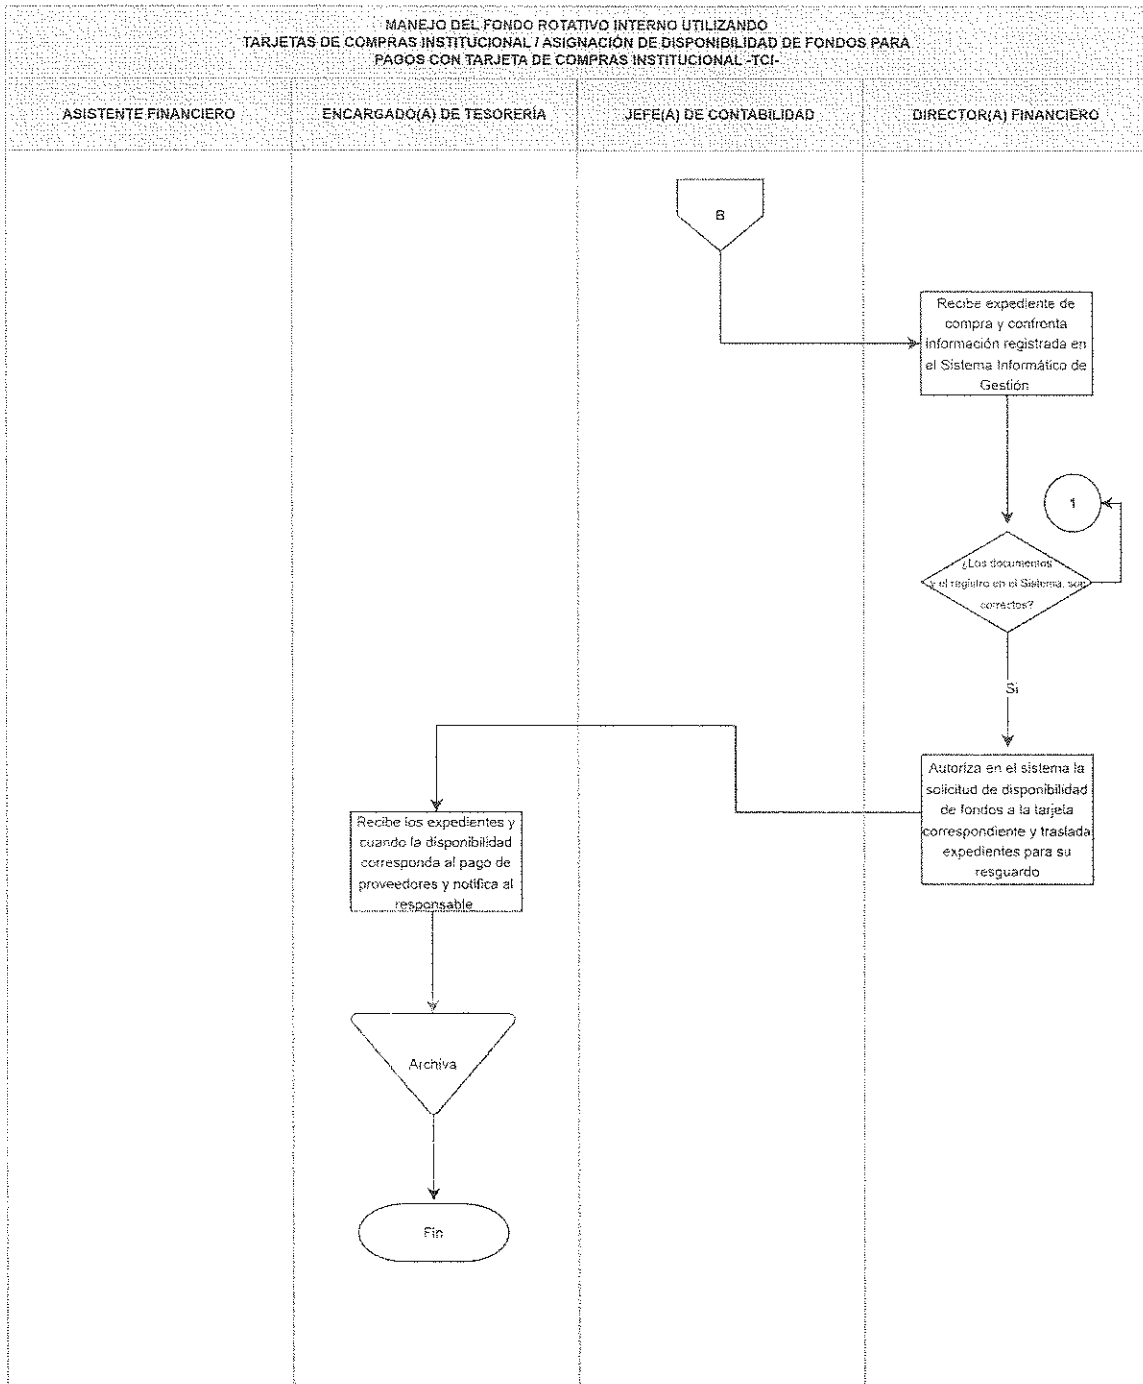 MANEJO DEL FONDO ROTATIVO INTERNO UTILIZANDO
TARJETAS DE COMPRAS INSTITUCIONAL / ASIGNACIÓN DE DISPONIBILIDAD DE FONDOS PARA
PAGOS CON TARJETA DE COMPRAS INSTITUCIONAL -TCI-
ASISTENTE FINANCIERO
ENCARGADO(A) DE TESORERÍA
JEFE(A) DE CONTABILIDAD
DIRECTOR(A) FINANCIERO
B
Recibe expediente de
compra y confronta
información registrada en
el Sistema Informático de
Gestión
1
¿Los documentos
y el registro en el Sistema, son
correctos?
Si
Autoriza en el sistema la
solicitud de disponibilidad
de fondos a la tarjeta
correspondiente y traslada
expedientes para su
resguardo
Recibe los expedientes y
cuando la disponibilidad
corresponda al pago de
proveedores y notifica al
responsable
Archiva
Fin